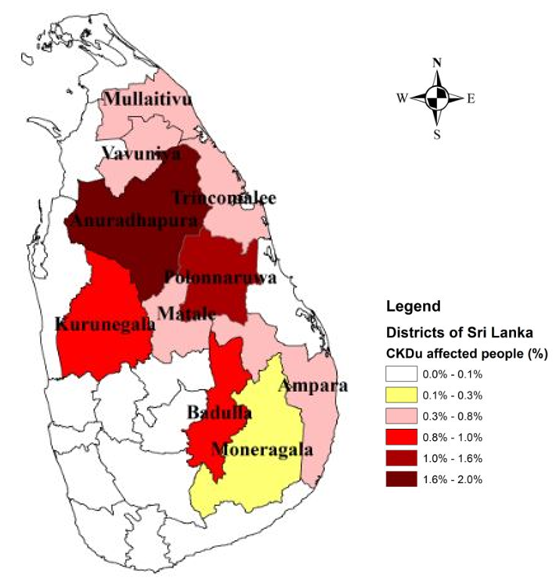 N
W E
S
Mullaitivu
Vavuniya
Trincomalee
Anuradhapura
Polonnaruwa
Matale
Kurunegala
Ampara
Badulla
Moneragala
Legend
Districts of Sri Lanka
CKDu affected people (%)
0.0% - 0.1%
0.1% - 0.3%
0.3% - 0.8%
0.8% - 1.0%
1.0% - 1.6%
1.6% - 2.0%